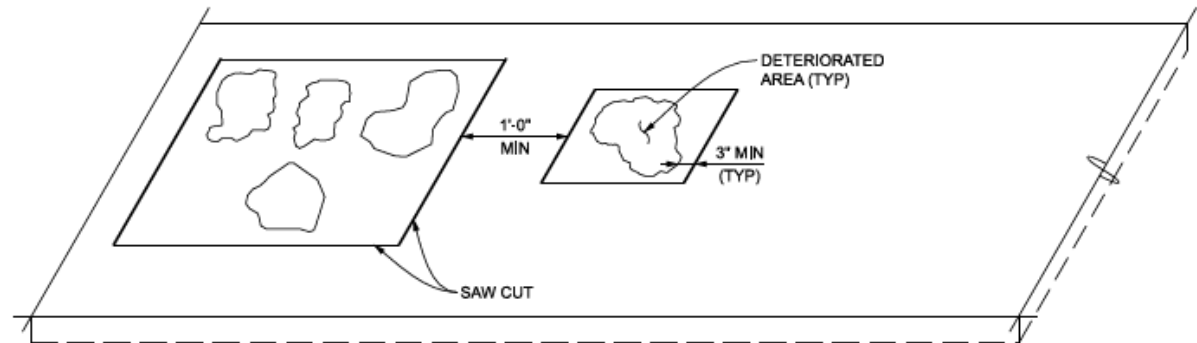 DETERIORATED
AREA (TYP)
1'-0"
MIN
3" MIN
(TYP)
SAW CUT